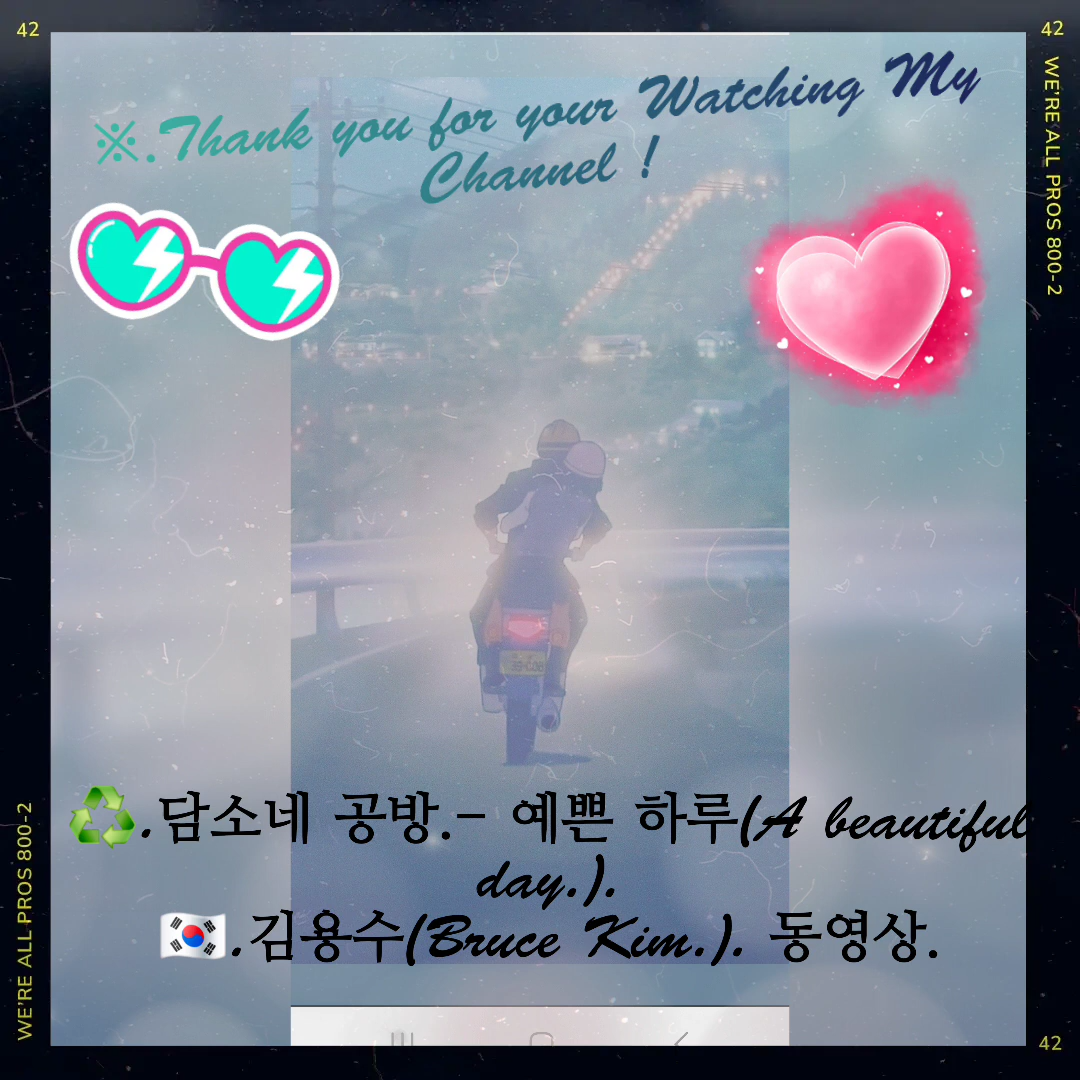 42
42
WE'RE ALL PROS 800-2
※.Thank you for your Watching My
Channel !
♻️.담소네 공방.- 예쁜 하루(A beautiful
day.).
🇰🇷.김용수(Bruce Kim.). 동영상.
WE'RE ALL PROS 800-2
42